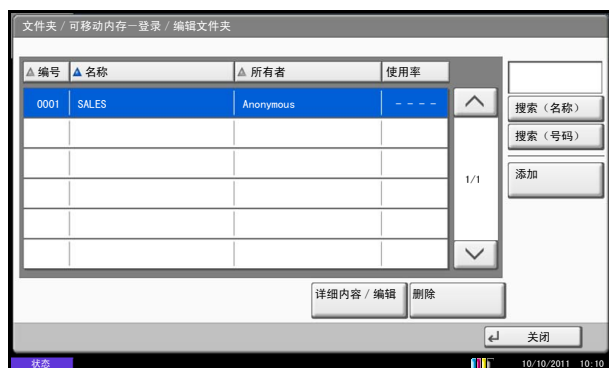 文件夹 / 可移动内存－登录 / 编辑文件夹
编号 名称 所有者 使用率
0001 SALES Anonymous ----
搜索（名称）
搜索（号码）
添加
1/1
详细内容 / 编辑 删除
关闭
状态 10/10/2011 10:10